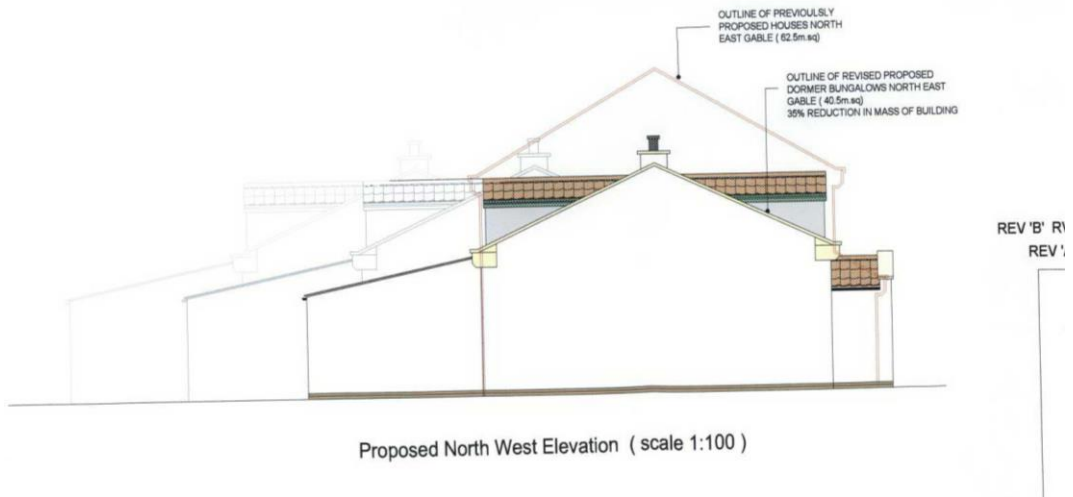 OUTLINE OF PREVIOULSLY
PROPOSED HOUSES NORTH
EAST GABLE ( 62.5m.sq)
OUTLINE OF REVISED PROPOSED
DORMER BUNGALOWS NORTH EAST
GABLE ( 40.5m.sq)
35% REDUCTION IN MASS OF BUILDING
REV 'B'
Proposed North West Elevation ( scale 1:100 )